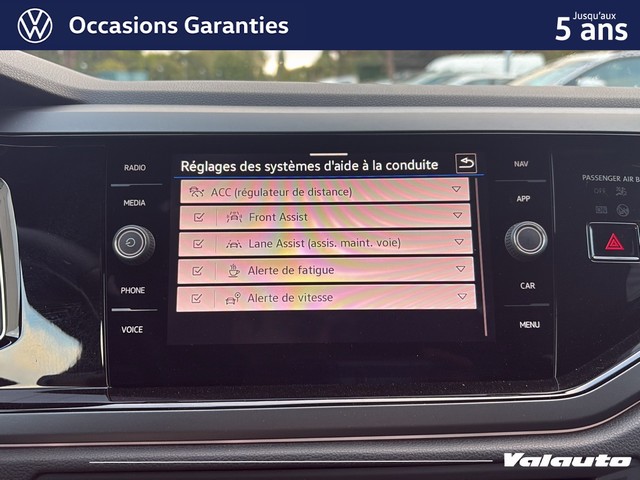 Occasions Garanties
Jusqu'aux
5 ans
Réglages des systèmes d'aide à la conduite
ACC (régulateur de distance)
Front Assist
Lane Assist (assis. maint. voie)
Alerte de fatigue
Alerte de vitesse
RADIO
MEDIA
PHONE
VOICE
NAV
APP
CAR
MENU
PASSENGER AIR B
OFF
Valauto